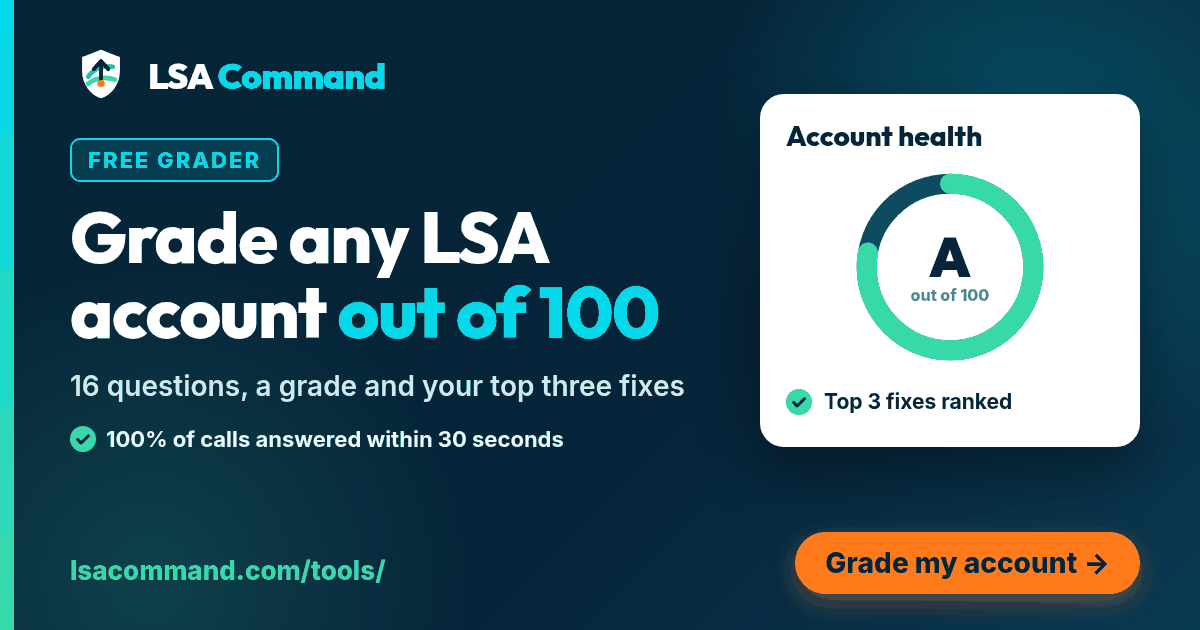 LSA Command
FREE GRADER
Grade any LSA
account out of 100
16 questions, a grade and your top three fixes
100% of calls answered within 30 seconds
lsacommand.com/tools/
Account health
A
out of 100
Top 3 fixes ranked
Grade my account →